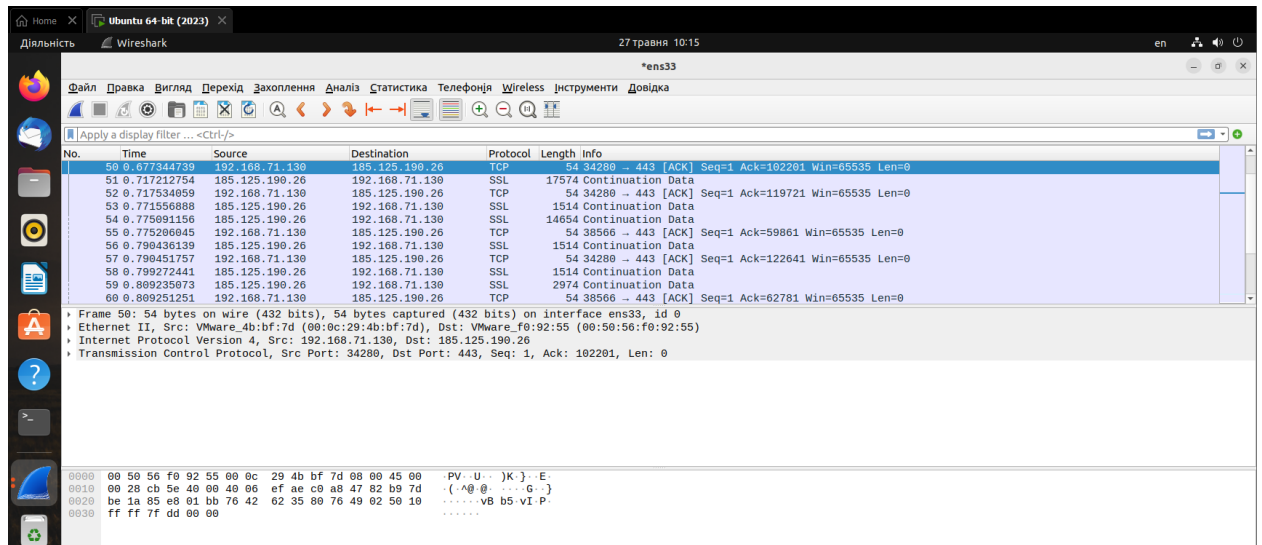 Home Ubuntu 64-bit (2023)
Діяльність Wireshark 27 травня 10:15 en
*ens33
Файл Правка Вигляд Перехід Захоплення Аналіз Статистика Телефонія Wireless Інструменти Довідка
Apply a display filter … <Ctrl-/>
No. Time Source Destination Protocol Length Info
50 0.677344739 192.168.71.130 185.125.190.26 TCP 54 34280 → 443 [ACK] Seq=1 Ack=102201 Win=65535 Len=0
51 0.717212754 185.125.190.26 192.168.71.130 SSL 17574 Continuation Data
52 0.717534059 192.168.71.130 185.125.190.26 TCP 54 34280 → 443 [ACK] Seq=1 Ack=119721 Win=65535 Len=0
53 0.771556888 185.125.190.26 192.168.71.130 SSL 1514 Continuation Data
54 0.775091156 185.125.190.26 192.168.71.130 SSL 14654 Continuation Data
55 0.775206045 192.168.71.130 185.125.190.26 TCP 54 38566 → 443 [ACK] Seq=1 Ack=59861 Win=65535 Len=0
56 0.790436139 185.125.190.26 192.168.71.130 SSL 1514 Continuation Data
57 0.790451757 192.168.71.130 185.125.190.26 TCP 54 34280 → 443 [ACK] Seq=1 Ack=122641 Win=65535 Len=0
58 0.799272441 185.125.190.26 192.168.71.130 SSL 1514 Continuation Data
59 0.809235073 185.125.190.26 192.168.71.130 SSL 2974 Continuation Data
60 0.809251251 192.168.71.130 185.125.190.26 TCP 54 38566 → 443 [ACK] Seq=1 Ack=62781 Win=65535 Len=0
Frame 50: 54 bytes on wire (432 bits), 54 bytes captured (432 bits) on interface ens33, id 0
Ethernet II, Src: VMware_4b:bf:7d (00:0c:29:4b:bf:7d), Dst: VMware_f0:92:55 (00:50:56:f0:92:55)
Internet Protocol Version 4, Src: 192.168.71.130, Dst: 185.125.190.26
Transmission Control Protocol, Src Port: 34280, Dst Port: 443, Seq: 1, Ack: 102201, Len: 0
0000 00 50 56 f0 92 55 00 0c 29 4b bf 7d 08 00 45 00 ·PV··U·· )K·}··E·
0010 00 28 cb 5e 40 00 40 06 ef ae c0 a8 47 82 b9 7d ·(·^@·@· ····G··}
0020 be 1a 85 e8 01 bb 76 42 62 35 80 76 49 02 50 10 ······vB b5·vI·P·
0030 ff ff 7f dd 00 00 ······